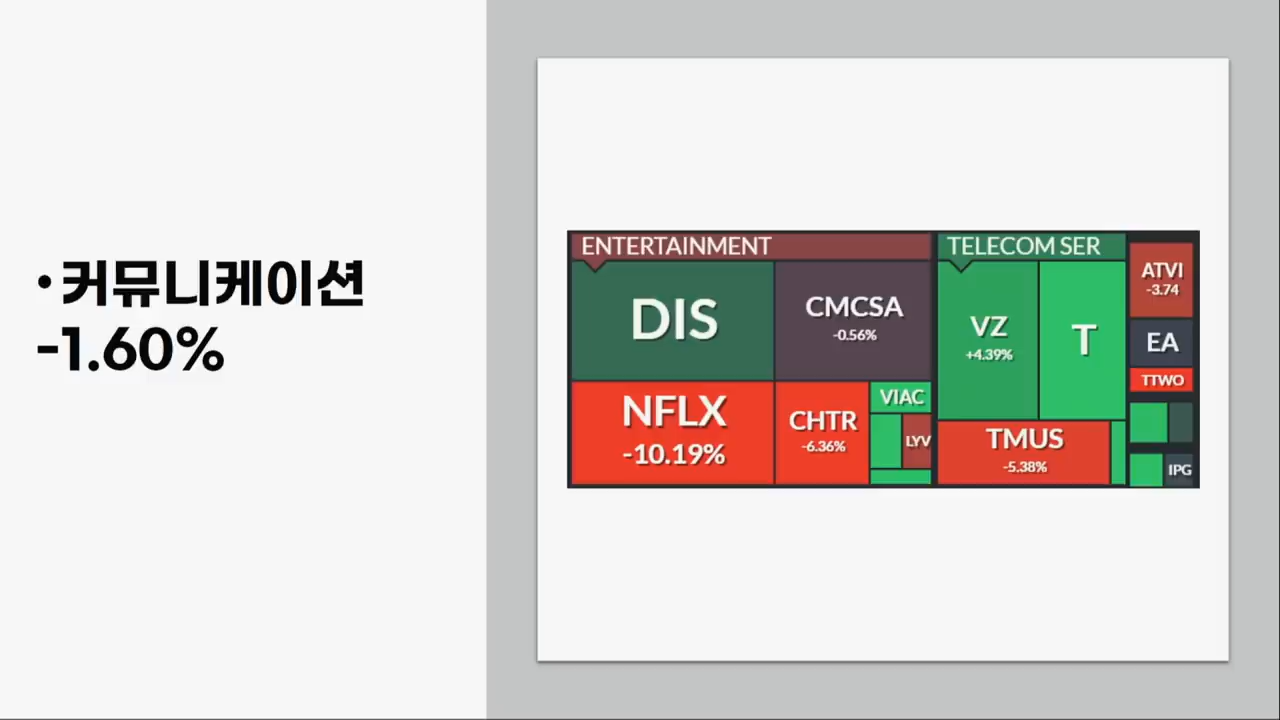 • 커뮤니케이션
-1.60%
ENTERTAINMENT
DIS
CMCSA
-0.56%
NFLX
-10.19%
CHTR
-6.36%
VIAC
LYV
TELECOM SER
VZ
+4.39%
T
TMUS
-5.38%
ATVI
-3.74
EA
TTWO
IPG